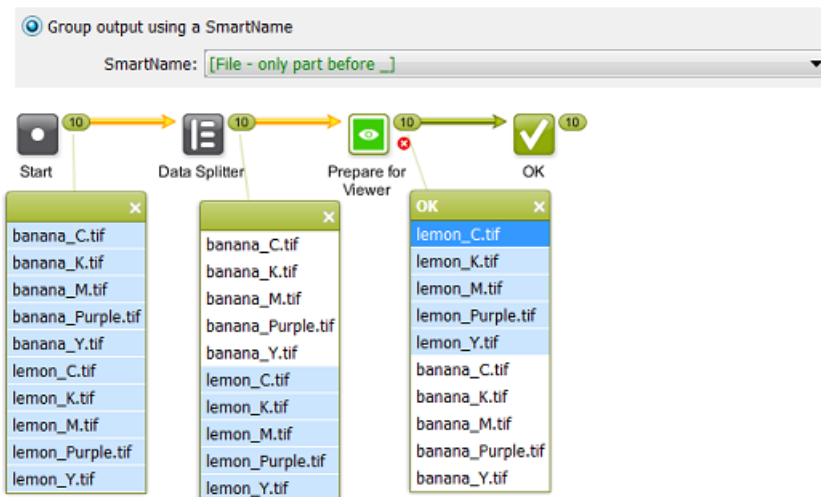 Group output using a SmartName
SmartName: [File - only part before _]
10
10
10
10
Start
Data Splitter
Prepare for
Viewer
OK
banana_C.tif
banana_K.tif
banana_M.tif
banana_Purple.tif
banana_Y.tif
lemon_C.tif
lemon_K.tif
lemon_M.tif
lemon_Purple.tif
lemon_Y.tif
banana_C.tif
banana_K.tif
banana_M.tif
banana_Purple.tif
banana_Y.tif
lemon_C.tif
lemon_K.tif
lemon_M.tif
lemon_Purple.tif
lemon_Y.tif
OK
lemon_C.tif
lemon_K.tif
lemon_M.tif
lemon_Purple.tif
lemon_Y.tif
banana_C.tif
banana_K.tif
banana_M.tif
banana_Purple.tif
banana_Y.tif